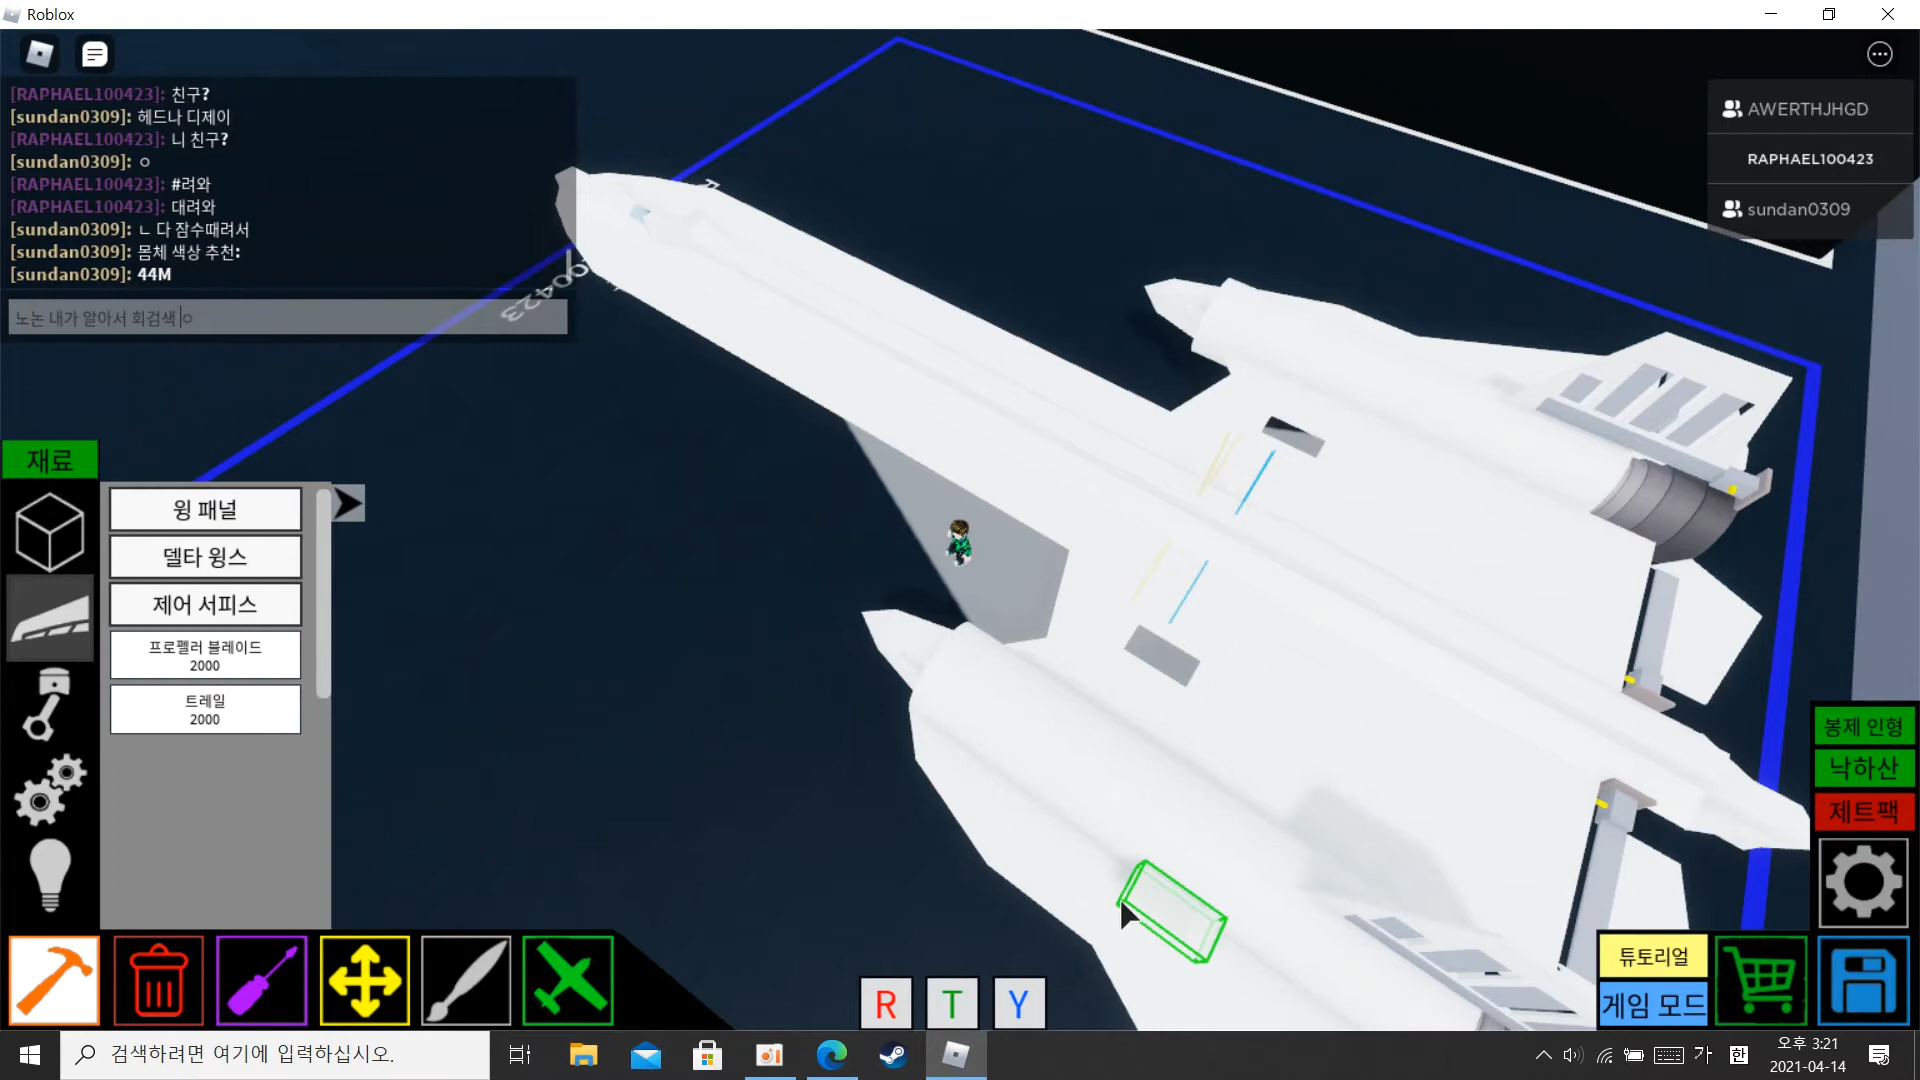 Roblox
[RAPHAEL100423]: 친구?
[sundan0309]: 헤드나 디제이
[RAPHAEL100423]: 니 친구?
[sundan0309]: ㅇ
[RAPHAEL100423]: #려와
[RAPHAEL100423]: 대려와
[sundan0309]: ㄴ 다 잠수때려서
[sundan0309]: 몸체 색상 추천:
[sundan0309]: 44M
노논 내가 알아서 회검색 ㅇ
AWERTHJHGD
RAPHAEL100423
sundan0309
00423
재료
윙 패널
델타 윙스
제어 서피스
프로펠러 블레이드
2000
트레일
2000
봉제 인형
낙하산
제트팩
튜토리얼
게임 모드
R T Y
검색하려면 여기에 입력하십시오.
가
한
오후 3:21
2021-04-14